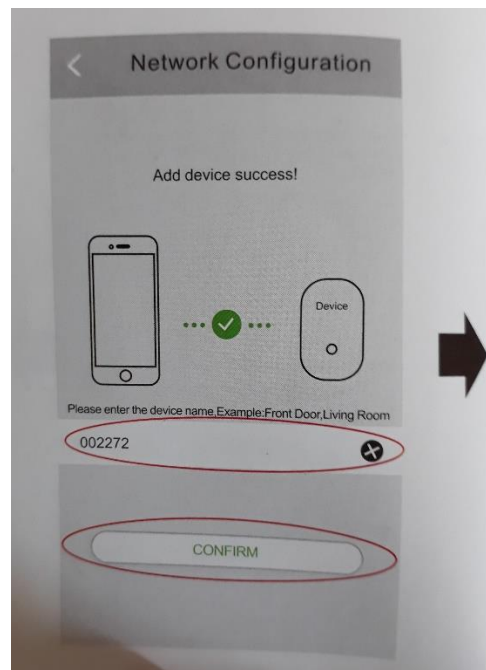 Network Configuration
Add device success!
Device
Please enter the device name,Example:Front Door,Living Room
002272
CONFIRM